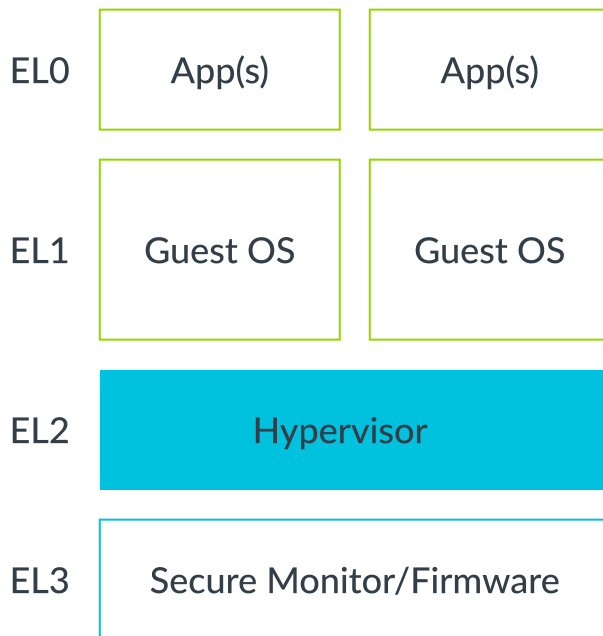 EL0 App(s) App(s)
EL1 Guest OS Guest OS
EL2 Hypervisor
EL3 Secure Monitor/Firmware